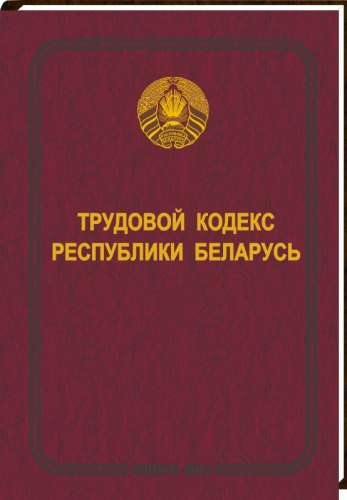 ТРУДОВОЙ КОДЕКС
РЕСПУБЛИКИ БЕЛАРУСЬ